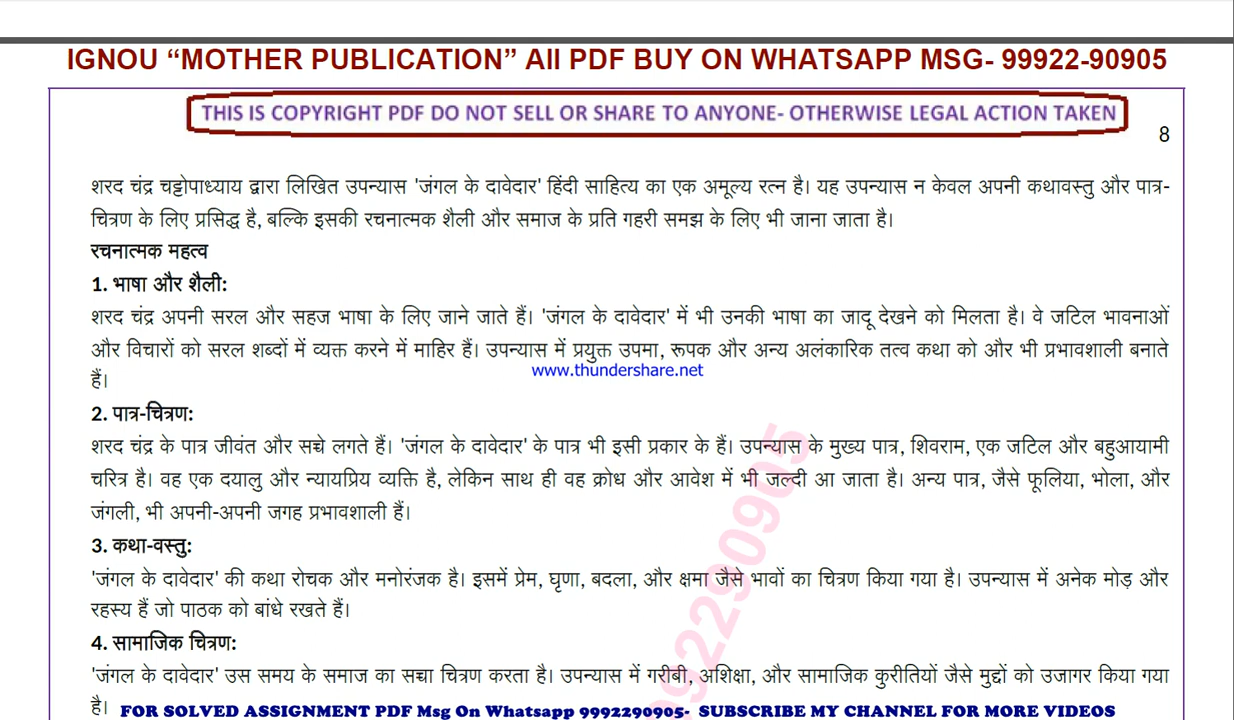 IGNOU “MOTHER PUBLICATION” All PDF BUY ON WHATSAPP MSG- 99922-90905
THIS IS COPYRIGHT PDF DO NOT SELL OR SHARE TO ANYONE- OTHERWISE LEGAL ACTION TAKEN
8
शरद चंद्र चट्टोपाध्याय द्वारा लिखित उपन्यास 'जंगल के दावेदार' हिंदी साहित्य का एक अमूल्य रत्न है। यह उपन्यास न केवल अपनी कथावस्तु और पात्र-
चित्रण के लिए प्रसिद्ध है, बल्कि इसकी रचनात्मक शैली और समाज के प्रति गहरी समझ के लिए भी जाना जाता है।
रचनात्मक महत्व
1. भाषा और शैली:
शरद चंद्र अपनी सरल और सहज भाषा के लिए जाने जाते हैं। 'जंगल के दावेदार' में भी उनकी भाषा का जादू देखने को मिलता है। वे जटिल भावनाओं
और विचारों को सरल शब्दों में व्यक्त करने में माहिर हैं। उपन्यास में प्रयुक्त उपमा, रूपक और अन्य अलंकारिक तत्व कथा को और भी प्रभावशाली बनाते
www.thundershare.net
हैं।
2. पात्र-चित्रण:
शरद चंद्र के पात्र जीवंत और सच्चे लगते हैं। 'जंगल के दावेदार' के पात्र भी इसी प्रकार के हैं। उपन्यास के मुख्य पात्र, शिवराम, एक जटिल और बहुआयामी
चरित्र है। वह एक दयालु और न्यायप्रिय व्यक्ति है, लेकिन साथ ही वह क्रोध और आवेश में भी जल्दी आ जाता है। अन्य पात्र, जैसे फूलिया, भोला, और
जंगली, भी अपनी-अपनी जगह प्रभावशाली हैं।
3. कथा-वस्तु:
'जंगल के दावेदार' की कथा रोचक और मनोरंजक है। इसमें प्रेम, घृणा, बदला, और क्षमा जैसे भावों का चित्रण किया गया है। उपन्यास में अनेक मोड़ और
रहस्य हैं जो पाठक को बांधे रखते हैं।
4. सामाजिक चित्रण:
'जंगल के दावेदार' उस समय के समाज का सच्चा चित्रण करता है। उपन्यास में गरीबी, अशिक्षा, और सामाजिक कुरीतियों जैसे मुद्दों को उजागर किया गया
है।
FOR SOLVED ASSIGNMENT PDF Msg On Whatsapp 9992290905- SUBSCRIBE MY CHANNEL FOR MORE VIDEOS
9992290905